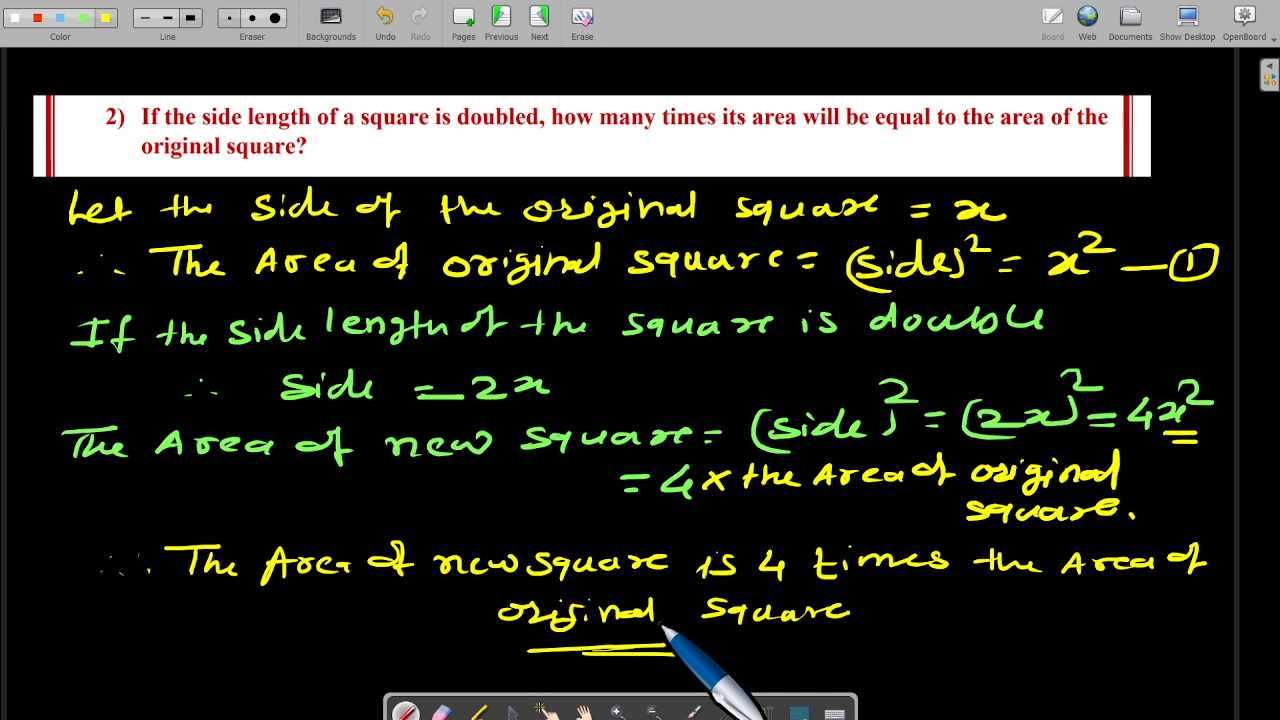 Color Line Eraser Backgrounds Undo Redo Pages Previous Next Erase Board Web Documents Show Desktop OpenBoard
2) If the side length of a square is doubled, how many times its area will be equal to the area of the
original square?
Let the side of the original square = x
∴ The Area of original square = (side)² = x² — ①
If the side length of the square is double
∴ side = 2x
The Area of new square = (side)² = (2x)² = 4x²
= 4 × the Area of original
square.
∴ The Area of new square is 4 times the Area of
original square